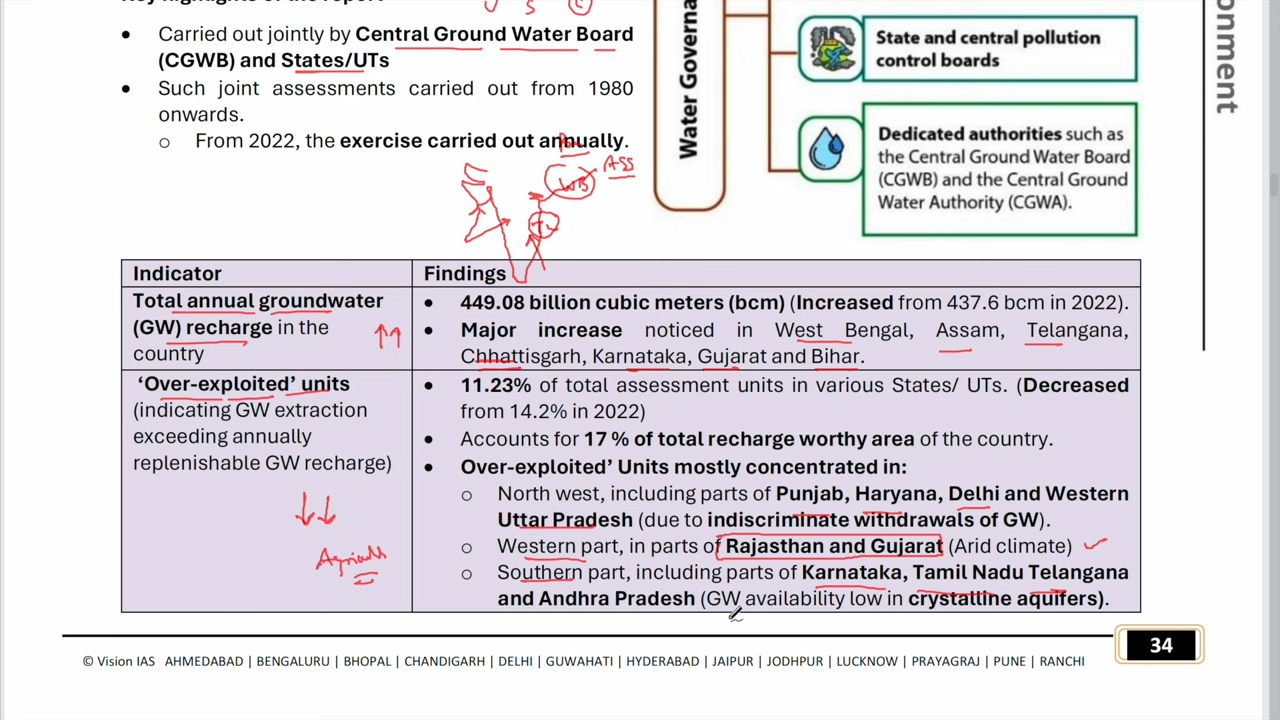 Key highlights of the report
• Carried out jointly by Central Ground Water Board
(CGWB) and States/UTs
• Such joint assessments carried out from 1980
onwards.
o From 2022, the exercise carried out annually.
WB
ASS
Water Governa
State and central pollution
control boards
Dedicated authorities such as
the Central Ground Water Board
(CGWB) and the Central Ground
Water Authority (CGWA).
onment
Indicator
Findings
Total annual groundwater
(GW) recharge in the
country
• 449.08 billion cubic meters (bcm) (Increased from 437.6 bcm in 2022).
• Major increase noticed in West Bengal, Assam, Telangana,
Chhattisgarh, Karnataka, Gujarat and Bihar.
‘Over-exploited’ units
(indicating GW extraction
exceeding annually
replenishable GW recharge)
• 11.23% of total assessment units in various States/ UTs. (Decreased
from 14.2% in 2022)
• Accounts for 17 % of total recharge worthy area of the country.
• Over-exploited’ Units mostly concentrated in:
o North west, including parts of Punjab, Haryana, Delhi and Western
Uttar Pradesh (due to indiscriminate withdrawals of GW).
o Western part, in parts of Rajasthan and Gujarat (Arid climate)
o Southern part, including parts of Karnataka, Tamil Nadu Telangana
and Andhra Pradesh (GW availability low in crystalline aquifers).
34
© Vision IAS AHMEDABAD | BENGALURU | BHOPAL | CHANDIGARH | DELHI | GUWAHATI | HYDERABAD | JAIPUR | JODHPUR | LUCKNOW | PRAYAGRAJ | PUNE | RANCHI